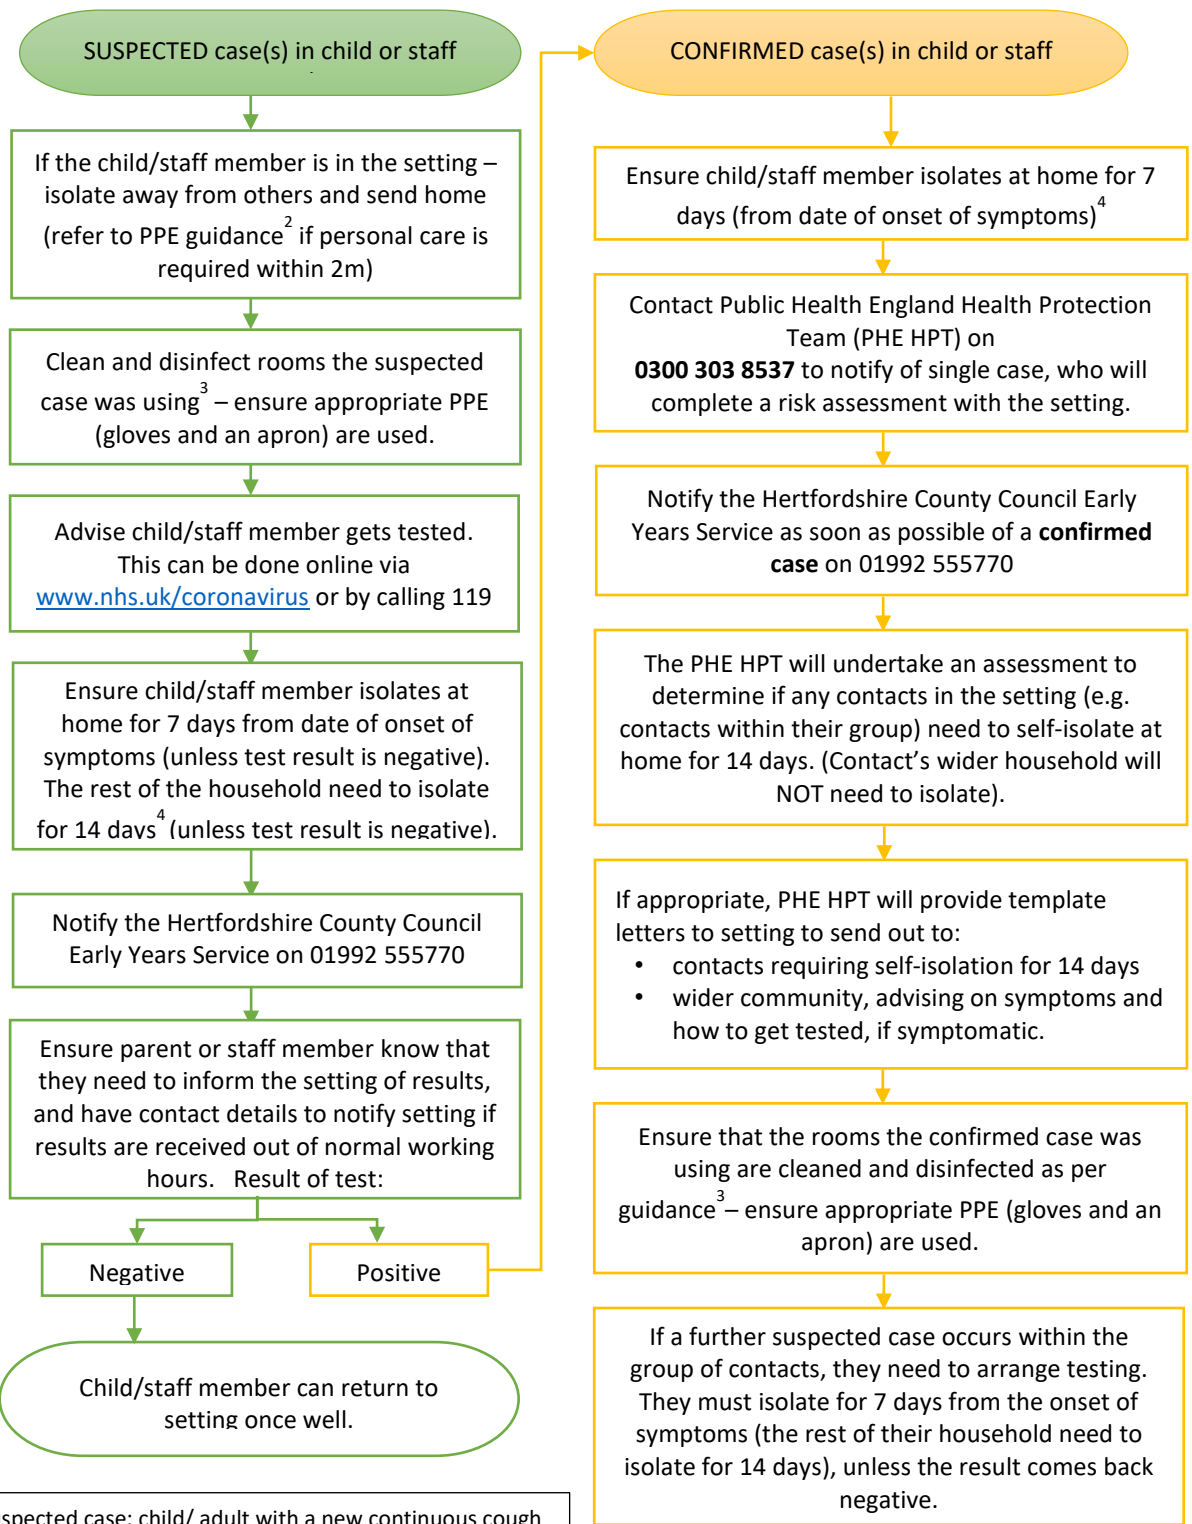 SUSPECTED case(s) in child or staff
If the child/staff member is in the setting –
isolate away from others and send home
(refer to PPE guidance2 if personal care is
required within 2m)
Clean and disinfect rooms the suspected
case was using3 – ensure appropriate PPE
(gloves and an apron) are used.
Advise child/staff member gets tested.
This can be done online via
www.nhs.uk/coronavirus or by calling 119
Ensure child/staff member isolates at
home for 7 days from date of onset of
symptoms (unless test result is negative).
The rest of the household need to isolate
for 14 days4 (unless test result is negative).
Notify the Hertfordshire County Council
Early Years Service on 01992 555770
Ensure parent or staff member know that
they need to inform the setting of results,
and have contact details to notify setting if
results are received out of normal working
hours. Result of test:
Negative
Positive
Child/staff member can return to
setting once well.
case: child/ adult with a new continuous cough
CONFIRMED case(s) in child or staff
Ensure child/staff member isolates at home for 7
days (from date of onset of symptoms)4
Contact Public Health England Health Protection
Team (PHE HPT) on
0300 303 8537 to notify of single case, who will
complete a risk assessment with the setting.
Notify the Hertfordshire County Council Early
Years Service as soon as possible of a confirmed
case on 01992 555770
The PHE HPT will undertake an assessment to
determine if any contacts in the setting (e.g.
contacts within their group) need to self-isolate at
home for 14 days. (Contact's wider household will
NOT need to isolate).
If appropriate, PHE HPT will provide template
letters to setting to send out to:
• contacts requiring self-isolation for 14 days
• wider community, advising on symptoms and
how to get tested, if symptomatic.
Ensure that the rooms the confirmed case was
using are cleaned and disinfected as per
guidance3– ensure appropriate PPE (gloves and an
apron) are used.
If a further suspected case occurs within the
group of contacts, they need to arrange testing.
They must isolate for 7 days from the onset of
symptoms (the rest of their household need to
isolate for 14 days), unless the result comes back
negative.